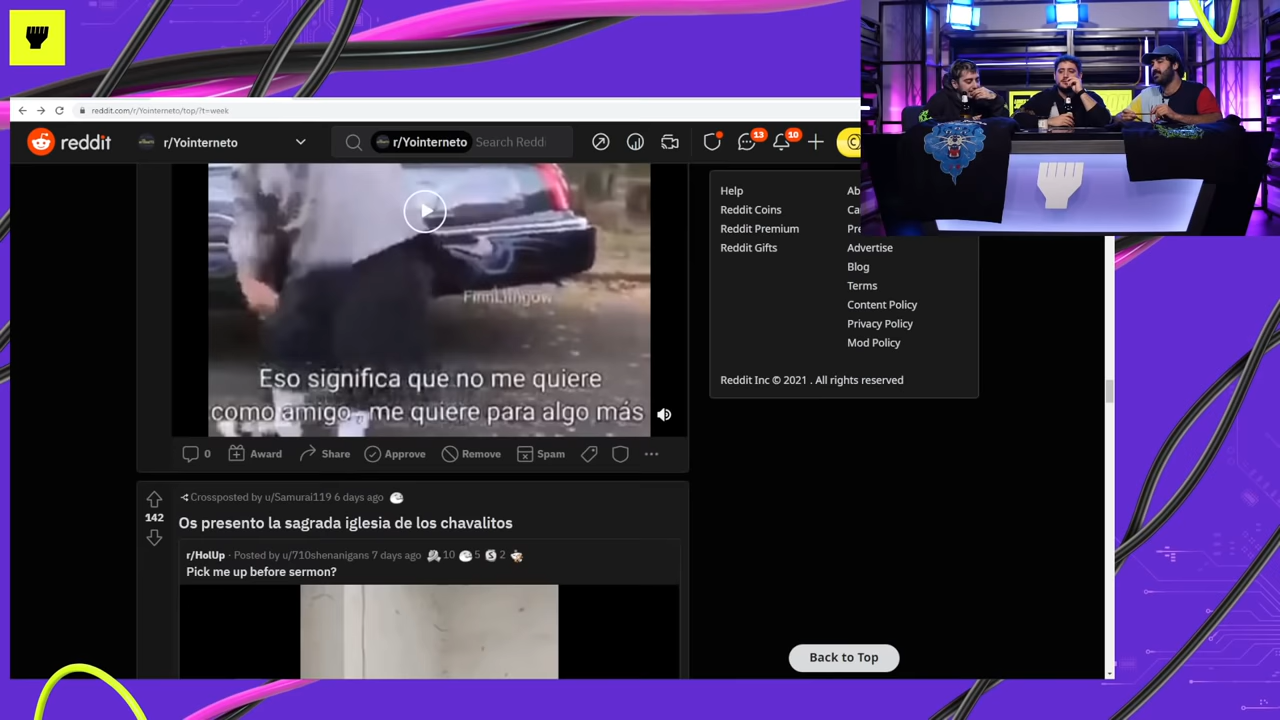 reddit.com/r/Yointerneto/top/?t=week
reddit
r/Yointerneto
r/Yointerneto
Search Reddi
13
10
FinnLingow
Eso significa que no me quiere
como amigo , me quiere para algo más
0
Award
Share
Approve
Remove
Spam
142
Crossposted by u/Samurai119 6 days ago
Os presento la sagrada iglesia de los chavalitos
r/HolUp · Posted by u/710shenanigans 7 days ago
10
5
2
Pick me up before sermon?
Help
Reddit Coins
Reddit Premium
Reddit Gifts
Ab
Ca
Pre
Advertise
Blog
Terms
Content Policy
Privacy Policy
Mod Policy
Reddit Inc © 2021 . All rights reserved
Back to Top